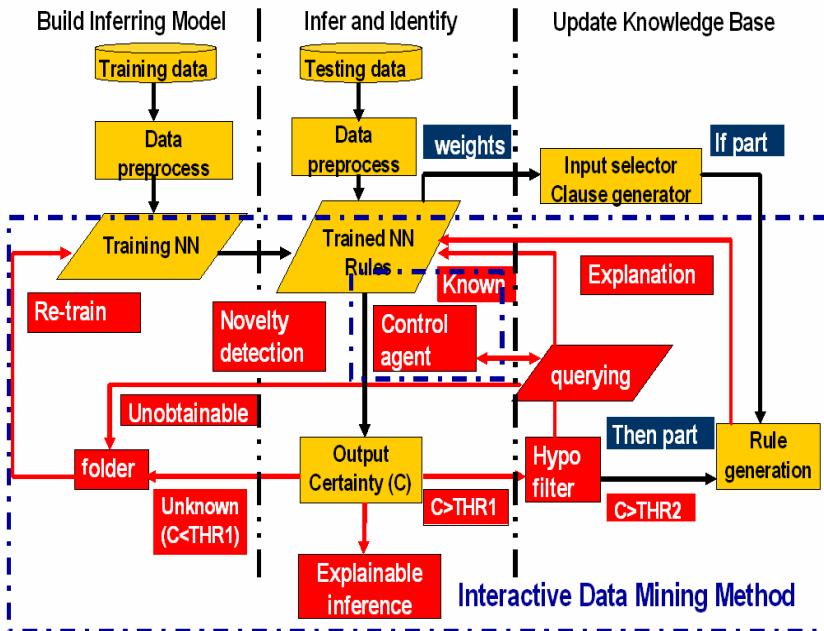 Build Inferring Model
Infer and Identify
Update Knowledge Base
Training data
Testing data
Data
preprocess
Data
preprocess
weights
Input selector
Clause generator
If part
Training NN
Trained NN
Rules
Known
Explanation
Re-train
Novelty
detection
Control
agent
querying
Unobtainable
folder
Output
Certainty (C)
Hypo
filter
Then part
Rule
generation
Unknown
(C<THR1)
C>THR1
C>THR2
Explainable
inference
Interactive Data Mining Method